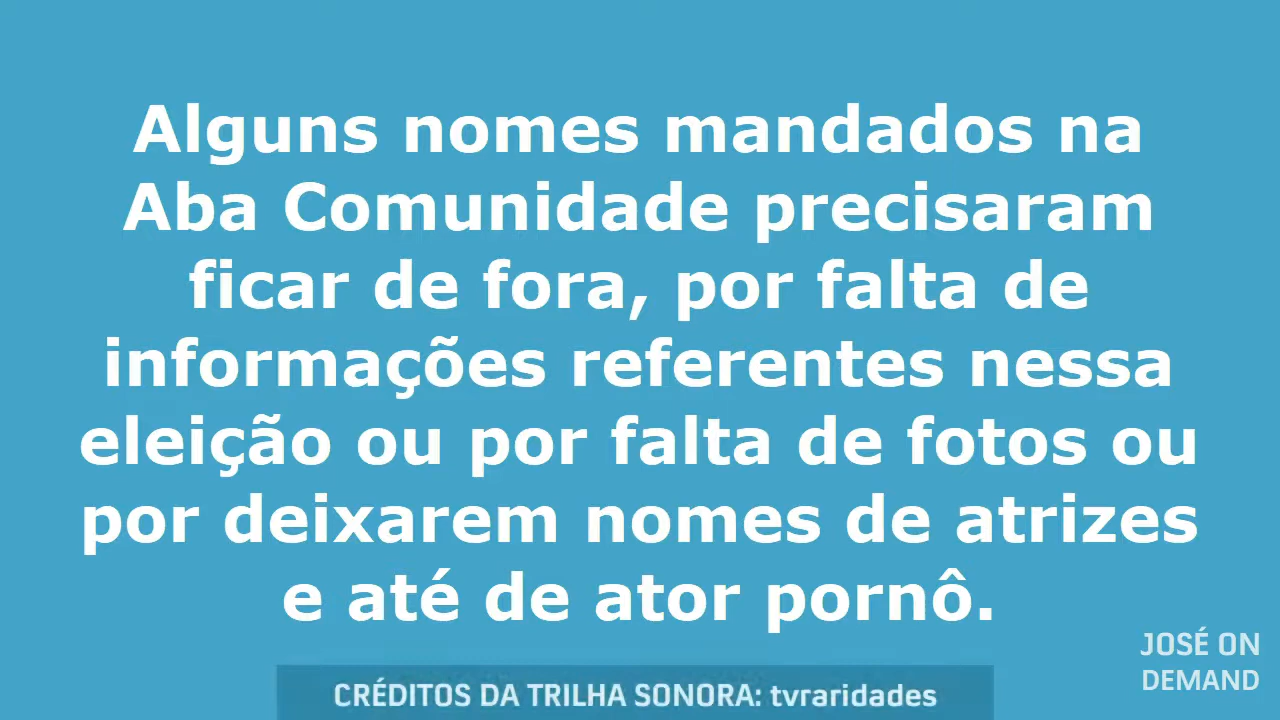 Alguns nomes mandados na
Aba Comunidade precisaram
ficar de fora, por falta de
informações referentes nessa
eleição ou por falta de fotos ou
por deixarem nomes de atrizes
e até de ator pornô.
JOSÉ ON
DEMAND
CRÉDITOS DA TRILHA SONORA: tvraridades